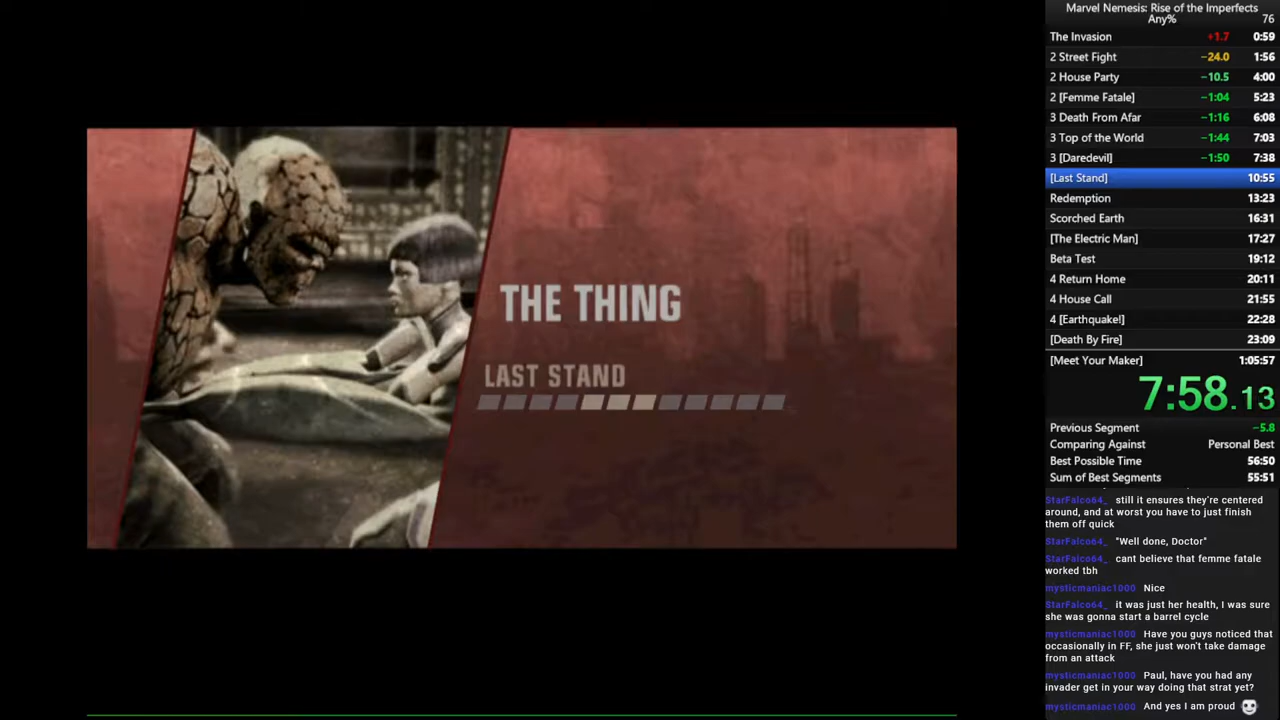 THE THING
LAST STAND
Marvel Nemesis: Rise of the Imperfects
Any% 76
The Invasion +1.7 0:59
2 Street Fight −24.0 1:56
2 House Party −10.5 4:00
2 [Femme Fatale] −1:04 5:23
3 Death From Afar −1:16 6:08
3 Top of the World −1:44 7:03
3 [Daredevil] −1:50 7:38
[Last Stand] 10:55
Redemption 13:23
Scorched Earth 16:31
[The Electric Man] 17:27
Beta Test 19:12
4 Return Home 20:11
4 House Call 21:55
4 [Earthquake!] 22:28
[Death By Fire] 23:09
[Meet Your Maker] 1:05:57
7:58.13
Previous Segment −5.8
Comparing Against Personal Best
Best Possible Time 56:50
Sum of Best Segments 55:51
StarFalco64_ still it ensures they're centered
around, and at worst you have to just finish
them off quick
StarFalco64_ "Well done, Doctor"
StarFalco64_ cant believe that femme fatale
worked tbh
mysticmaniac1000 Nice
StarFalco64_ it was just her health, I was sure
she was gonna start a barrel cycle
mysticmaniac1000 Have you guys noticed that
occasionally in FF, she just won't take damage
from an attack
mysticmaniac1000 Paul, have you had any
invader get in your way doing that strat yet?
mysticmaniac1000 And yes I am proud